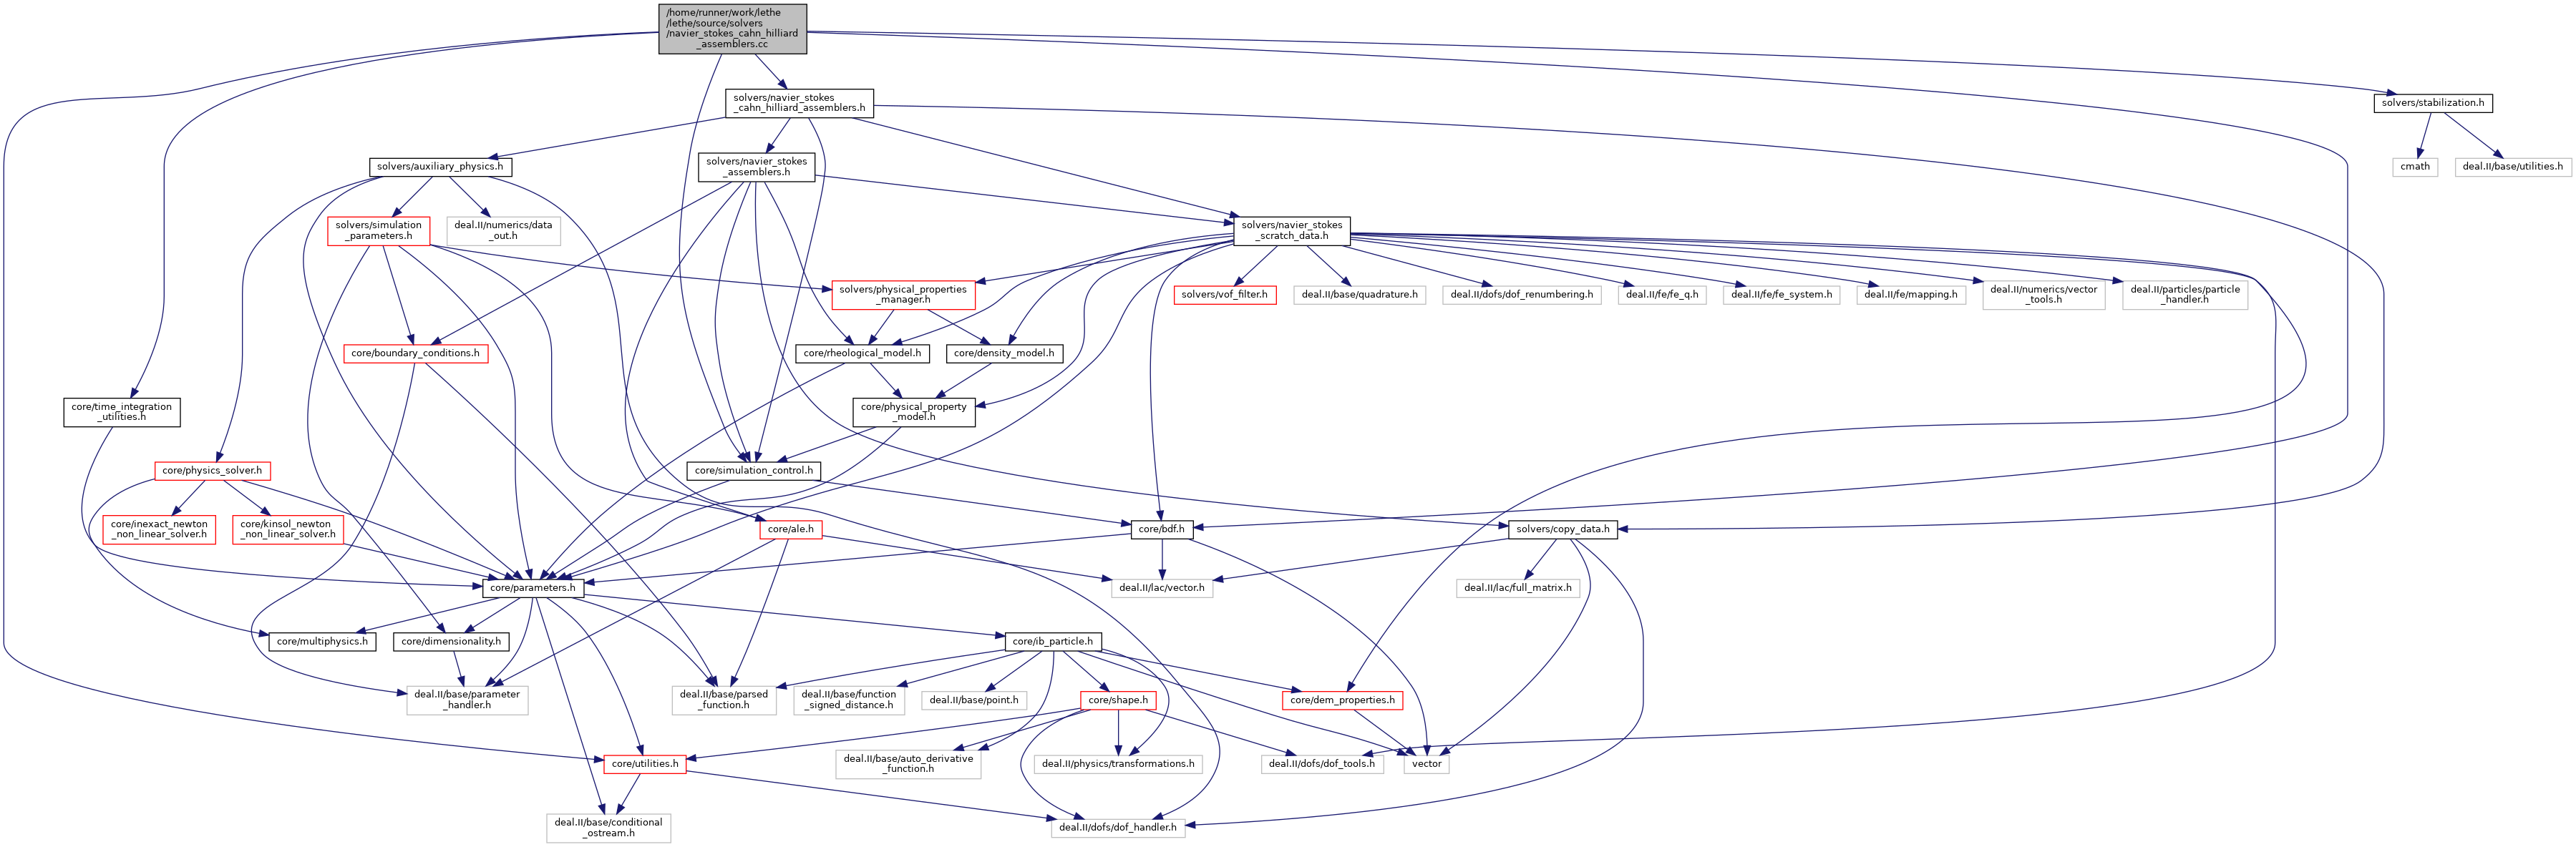 /home/runner/work/lethe
/lethe/source/solvers
/navier_stokes_cahn_hilliard
_assemblers.cc
solvers/navier_stokes
_cahn_hilliard_assemblers.h
solvers/stabilization.h
solvers/auxiliary_physics.h
solvers/navier_stokes
_assemblers.h
cmath
deal.II/base/utilities.h
solvers/simulation
_parameters.h
deal.II/numerics/data
_out.h
solvers/navier_stokes
_scratch_data.h
solvers/physical_properties
_manager.h
solvers/vof_filter.h
deal.II/base/quadrature.h
deal.II/dofs/dof_renumbering.h
deal.II/fe/fe_q.h
deal.II/fe/fe_system.h
deal.II/fe/mapping.h
deal.II/numerics/vector
_tools.h
deal.II/particles/particle
_handler.h
core/boundary_conditions.h
core/rheological_model.h
core/density_model.h
core/time_integration
_utilities.h
core/physical_property
_model.h
core/physics_solver.h
core/simulation_control.h
core/inexact_newton
_non_linear_solver.h
core/kinsol_newton
_non_linear_solver.h
core/ale.h
core/bdf.h
solvers/copy_data.h
core/parameters.h
deal.II/lac/vector.h
deal.II/lac/full_matrix.h
core/multiphysics.h
core/dimensionality.h
core/ib_particle.h
deal.II/base/parameter
_handler.h
deal.II/base/parsed
_function.h
deal.II/base/function
_signed_distance.h
deal.II/base/point.h
core/shape.h
core/dem_properties.h
core/utilities.h
deal.II/base/auto_derivative
_function.h
deal.II/physics/transformations.h
deal.II/dofs/dof_tools.h
vector
deal.II/base/conditional
_ostream.h
deal.II/dofs/dof_handler.h